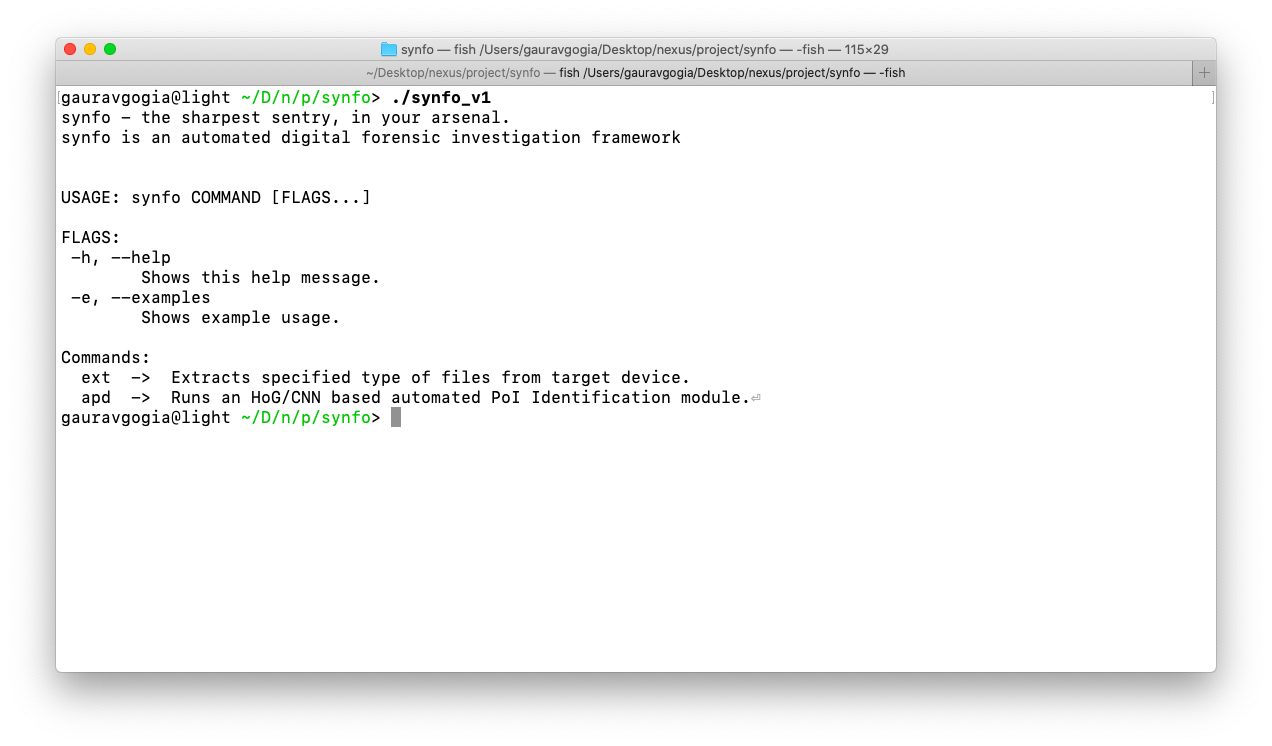 synfo — fish /Users/gauravgogia/Desktop/nexus/project/synfo — -fish — 115×29
~/Desktop/nexus/project/synfo — fish /Users/gauravgogia/Desktop/nexus/project/synfo — -fish +
[gauravgogia@light ~/D/n/p/synfo> ./synfo_v1 ]
synfo - the sharpest sentry, in your arsenal.
synfo is an automated digital forensic investigation framework
USAGE: synfo COMMAND [FLAGS...]
FLAGS:
-h, --help
Shows this help message.
-e, --examples
Shows example usage.
Commands:
ext -> Extracts specified type of files from target device.
apd -> Runs an HoG/CNN based automated PoI Identification module.⏎
gauravgogia@light ~/D/n/p/synfo>